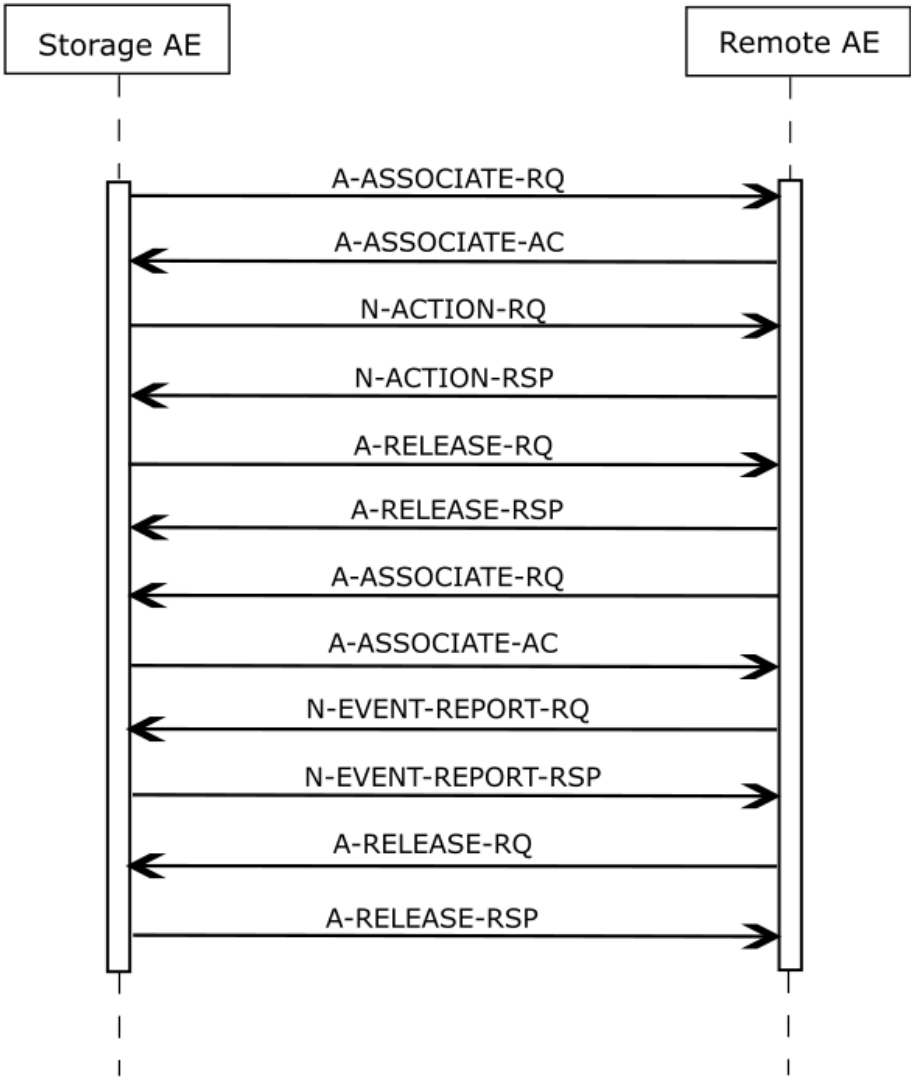 Storage AE
Remote AE
A-ASSOCIATE-RQ
A-ASSOCIATE-AC
N-ACTION-RQ
N-ACTION-RSP
A-RELEASE-RQ
A-RELEASE-RSP
A-ASSOCIATE-RQ
A-ASSOCIATE-AC
N-EVENT-REPORT-RQ
N-EVENT-REPORT-RSP
A-RELEASE-RQ
A-RELEASE-RSP